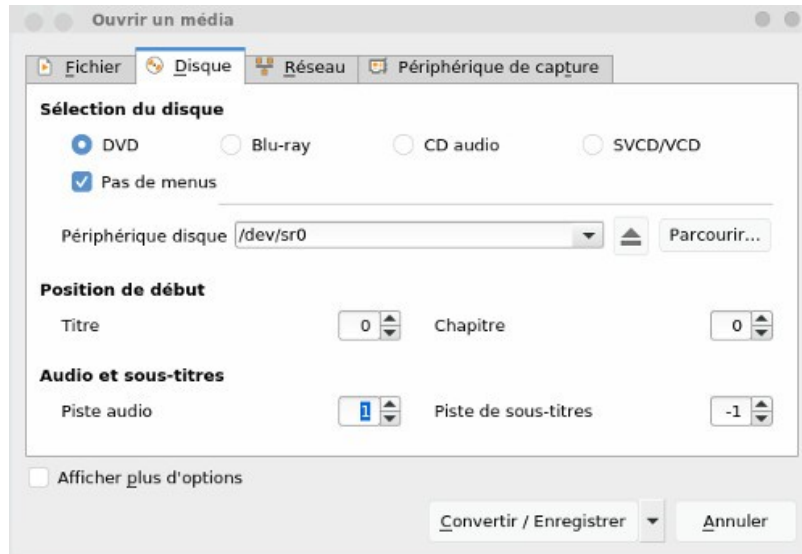 Ouvrir un média
Fichier Disque Réseau Périphérique de capture
Sélection du disque
DVD Blu-ray CD audio SVCD/VCD
Pas de menus
Périphérique disque /dev/sr0 Parcourir...
Position de début
Titre 0 Chapitre 0
Audio et sous-titres
Piste audio 1 Piste de sous-titres -1
Afficher plus d'options
Convertir / Enregistrer Annuler